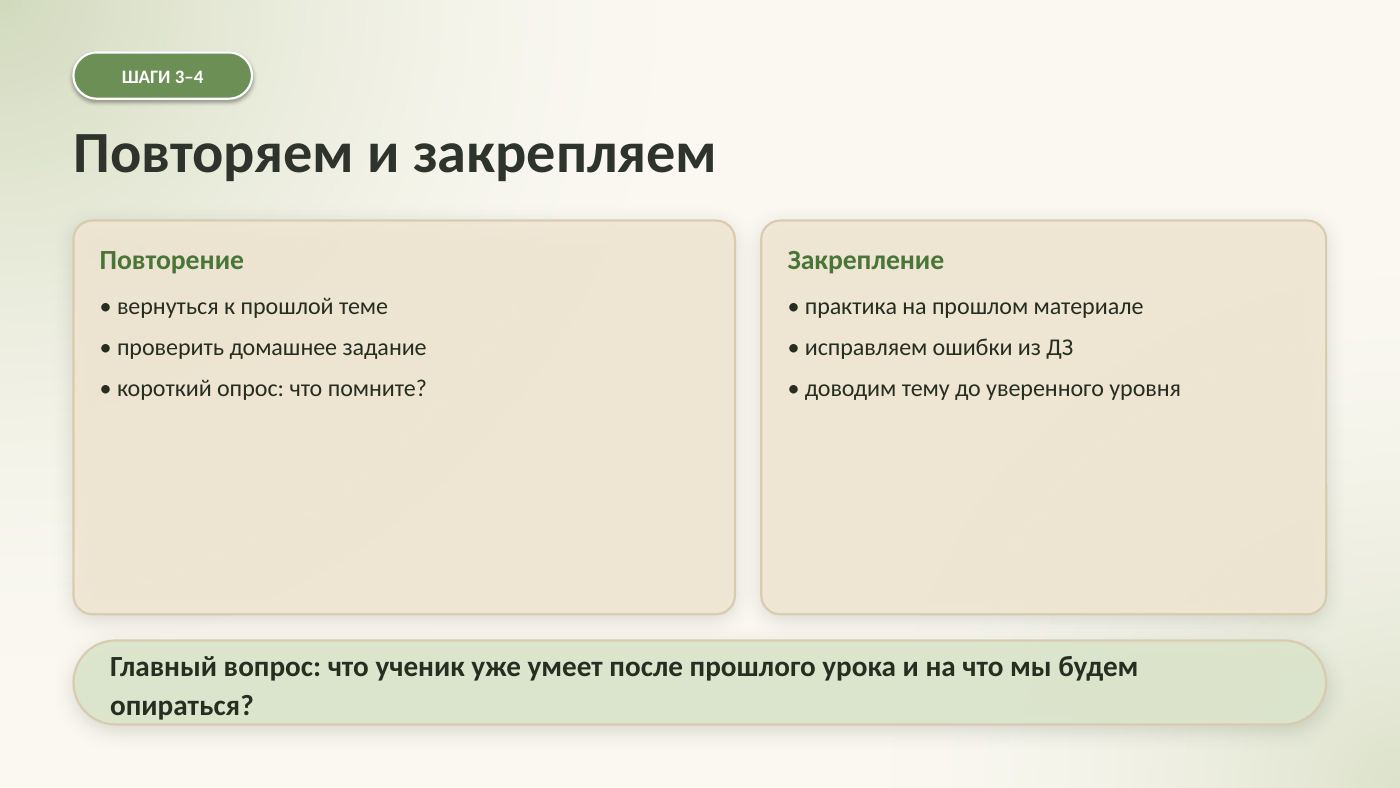 ШАГИ 3–4
Повторяем и закрепляем
Повторение
• вернуться к прошлой теме
• проверить домашнее задание
• короткий опрос: что помните?
Закрепление
• практика на прошлом материале
• исправляем ошибки из ДЗ
• доводим тему до уверенного уровня
Главный вопрос: что ученик уже умеет после прошлого урока и на что мы будем
опираться?